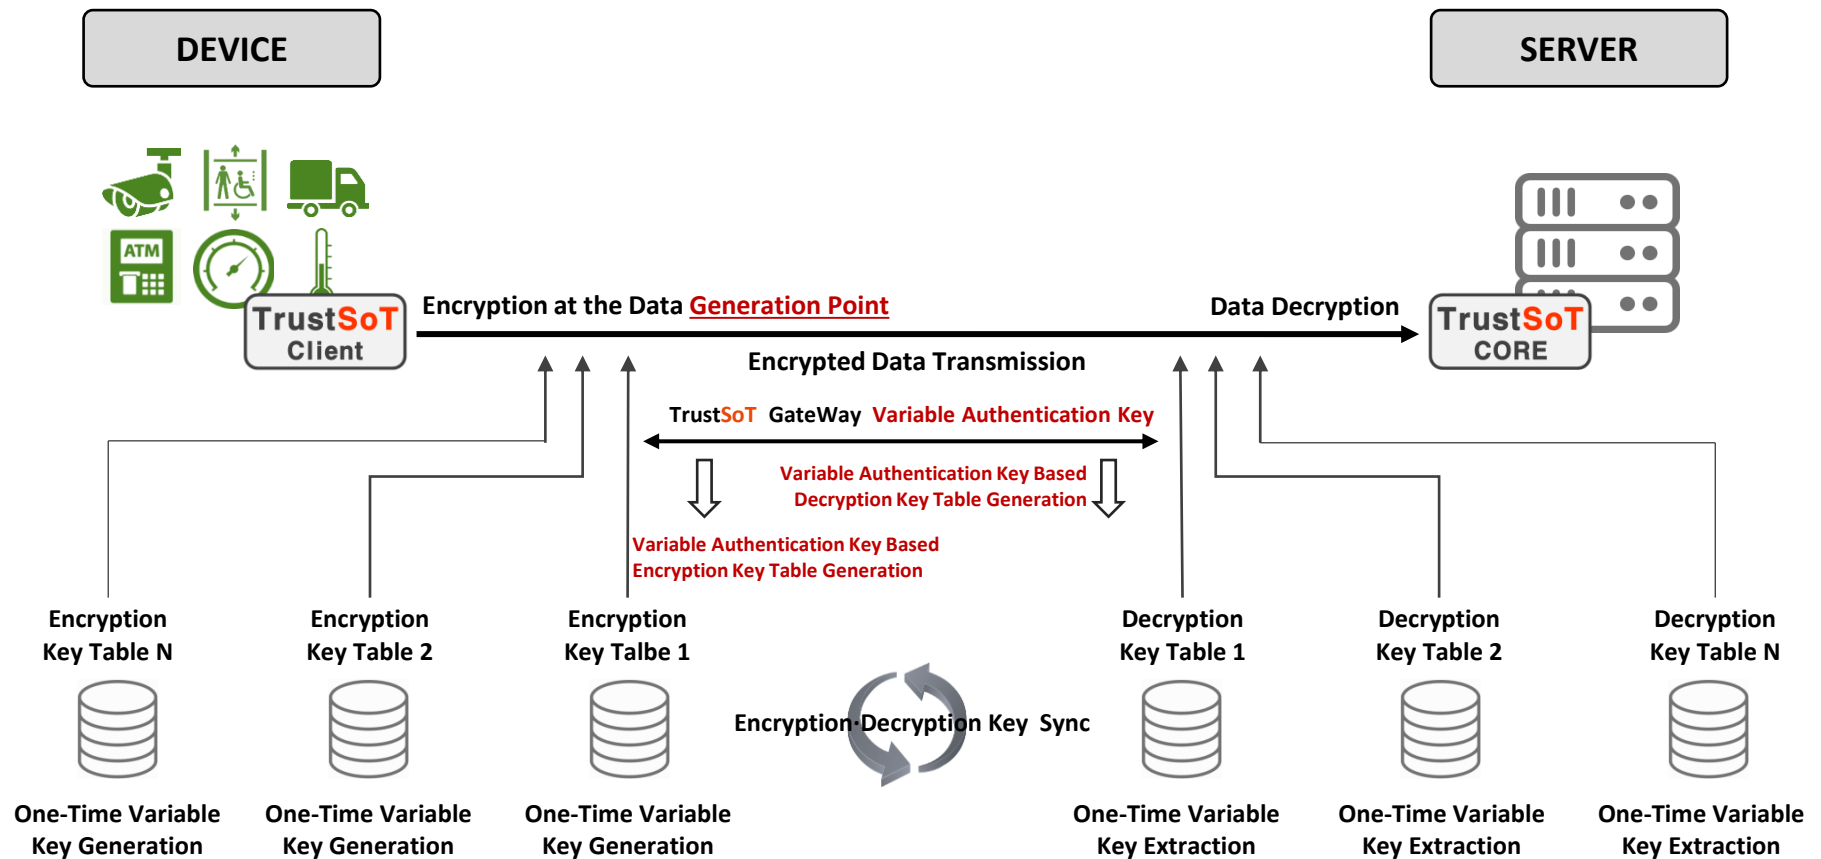 DEVICE
SERVER
ATM
TrustSoT
Client
Encryption at the Data Generation Point
Data Decryption
TrustSoT
CORE
Encrypted Data Transmission
TrustSoT GateWay Variable Authentication Key
Variable Authentication Key Based
Decryption Key Table Generation
Variable Authentication Key Based
Encryption Key Table Generation
Encryption
Key Table N
Encryption
Key Table 2
Encryption
Key Talbe 1
Decryption
Key Table 1
Decryption
Key Table 2
Decryption
Key Table N
Encryption·Decryption Key Sync
One-Time Variable
Key Generation
One-Time Variable
Key Generation
One-Time Variable
Key Generation
One-Time Variable
Key Extraction
One-Time Variable
Key Extraction
One-Time Variable
Key Extraction